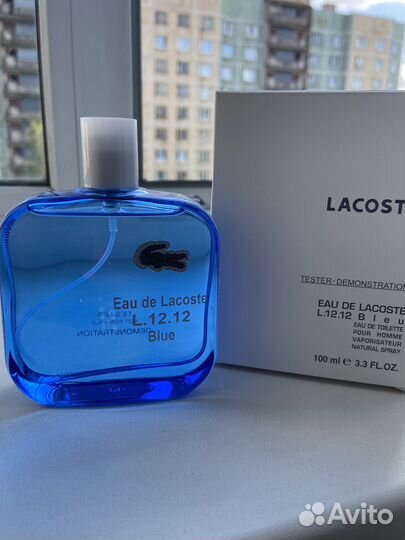 LACOST
TESTER·DEMONSTRATION
EAU DE LACOSTE
L.12.12 Bleu
EAU DE TOILETTE
POUR HOMME
VAPORISATEUR
NATURAL SPRAY
100 ml e 3.3 FL.OZ.
Eau de Lacoste
L.12.12
Blue
DEMONSTRATION
Avito